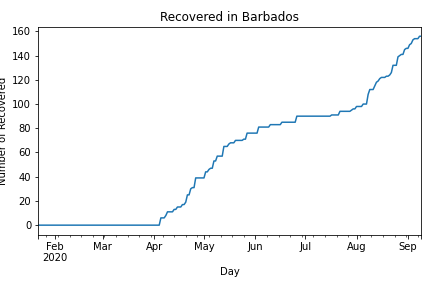 Recovered in Barbados
Number of Recovered
160
140
120
100
80
60
40
20
0
Feb Mar Apr May Jun Jul Aug Sep
2020
Day